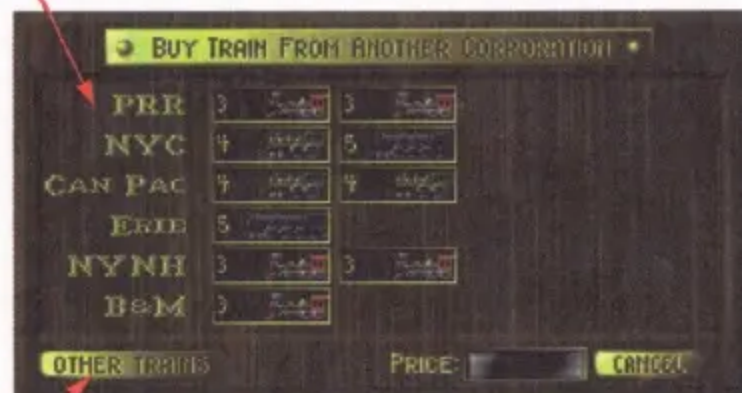 BUY TRAIN FROM ANOTHER CORPORATION
PRR 3 3
NYC 4 5
CAN PAC 4 4
ERIE 5
NYNH 3 3
B&M 3
OTHER TRAINS PRICE: CANCEL